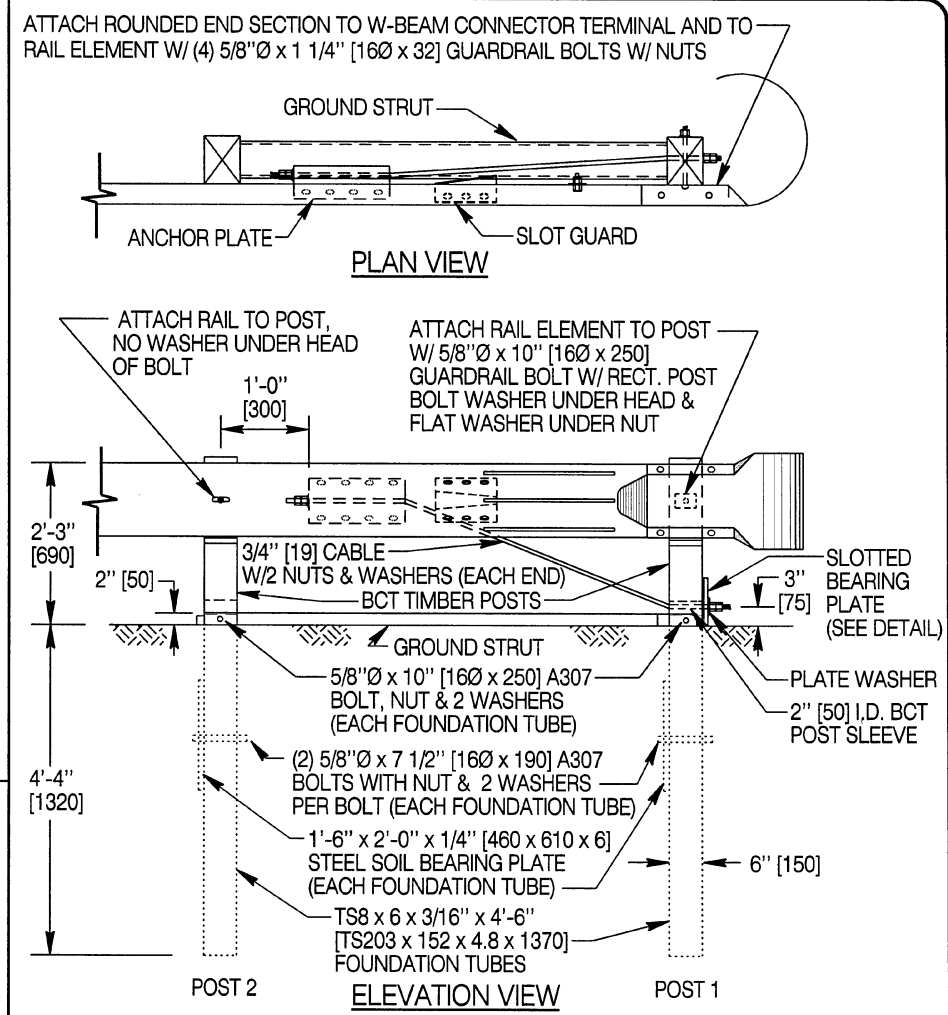 ATTACH ROUNDED END SECTION TO W-BEAM CONNECTOR TERMINAL AND TO
RAIL ELEMENT W/ (4) 5/8"Ø x 1 1/4" [16Ø x 32] GUARDRAIL BOLTS W/ NUTS
GROUND STRUT
ANCHOR PLATE
SLOT GUARD
PLAN VIEW
ATTACH RAIL TO POST,
NO WASHER UNDER HEAD
OF BOLT
1'-0"
[300]
ATTACH RAIL ELEMENT TO POST
W/ 5/8"Ø x 10" [16Ø x 250]
GUARDRAIL BOLT W/ RECT. POST
BOLT WASHER UNDER HEAD &
FLAT WASHER UNDER NUT
2'-3"
[690]
2" [50]
3/4" [19] CABLE
W/2 NUTS & WASHERS (EACH END)
BCT TIMBER POSTS
3"
[75]
SLOTTED
BEARING
PLATE
(SEE DETAIL)
GROUND STRUT
5/8"Ø x 10" [16Ø x 250] A307
BOLT, NUT & 2 WASHERS
(EACH FOUNDATION TUBE)
PLATE WASHER
2" [50] I.D. BCT
POST SLEEVE
(2) 5/8"Ø x 7 1/2" [16Ø x 190] A307
BOLTS WITH NUT & 2 WASHERS
PER BOLT (EACH FOUNDATION TUBE)
4'-4"
[1320]
1'-6" x 2'-0" x 1/4" [460 x 610 x 6]
STEEL SOIL BEARING PLATE
(EACH FOUNDATION TUBE)
6" [150]
TS8 x 6 x 3/16" x 4'-6"
[TS203 x 152 x 4.8 x 1370]
FOUNDATION TUBES
POST 2
ELEVATION VIEW
POST 1